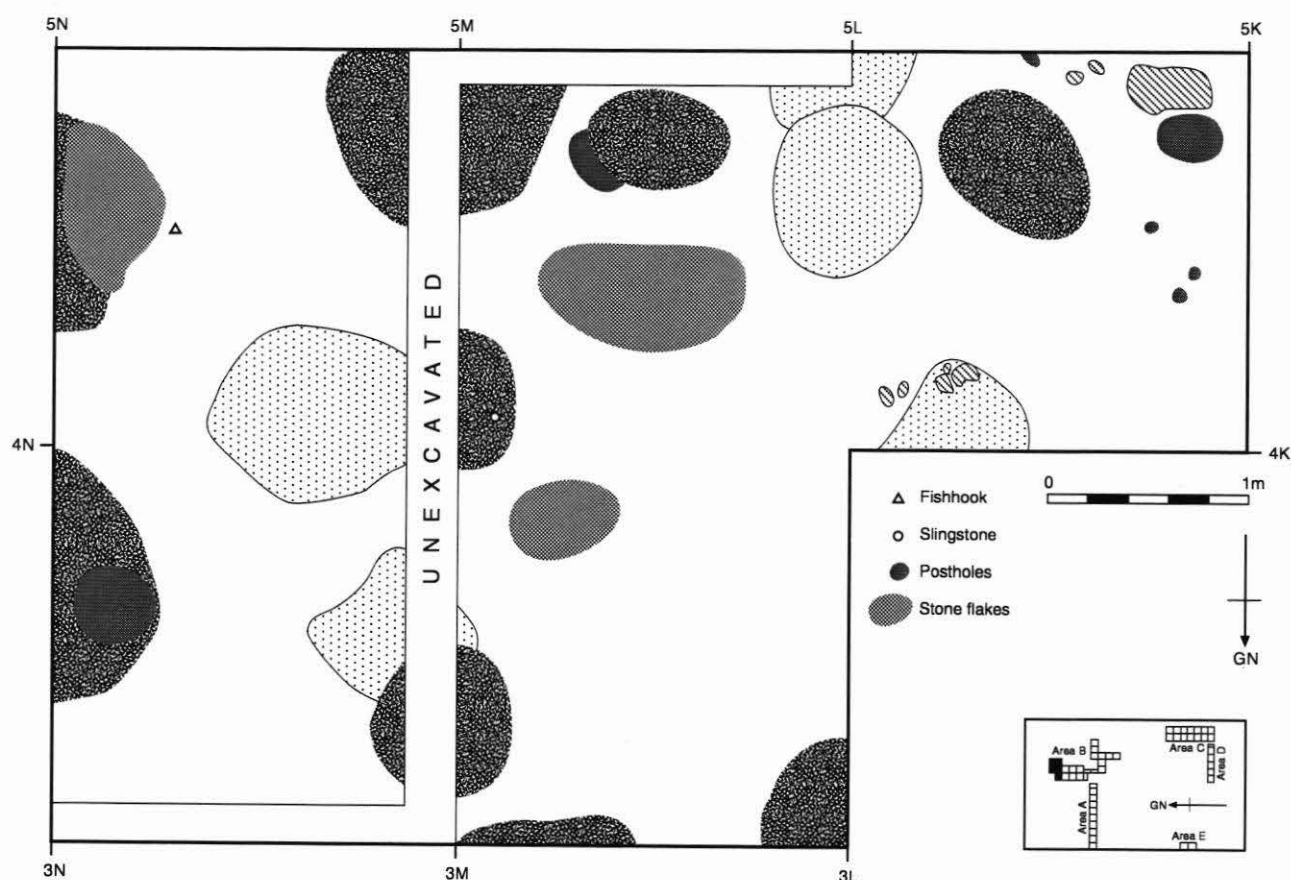 5N
5M
5L
5K
UNEXCAVATED
4N
4K
Fishhook
Slingstone
Postholes
Stone flakes
0
1m
GN
Area B
Area C
Area D
GN
Area A
Area E
3N
3M
3L